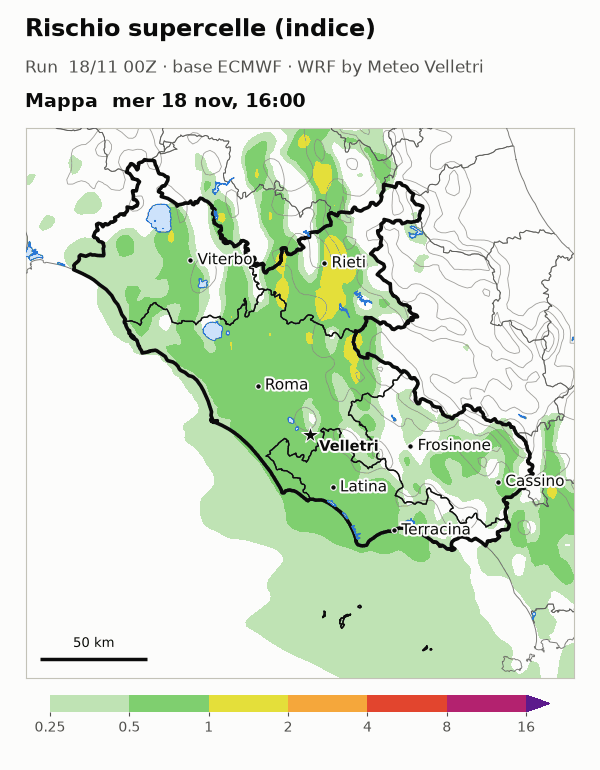 Rischio supercelle (indice)
Run  18/11 00Z · base ECMWF · WRF by Meteo Velletri
Mappa  mer 18 nov, 16:00
Viterbo
Rieti
Roma
Velletri
Frosinone
Latina
Cassino
Terracina
50 km
0.25 0.5 1 2 4 8 16